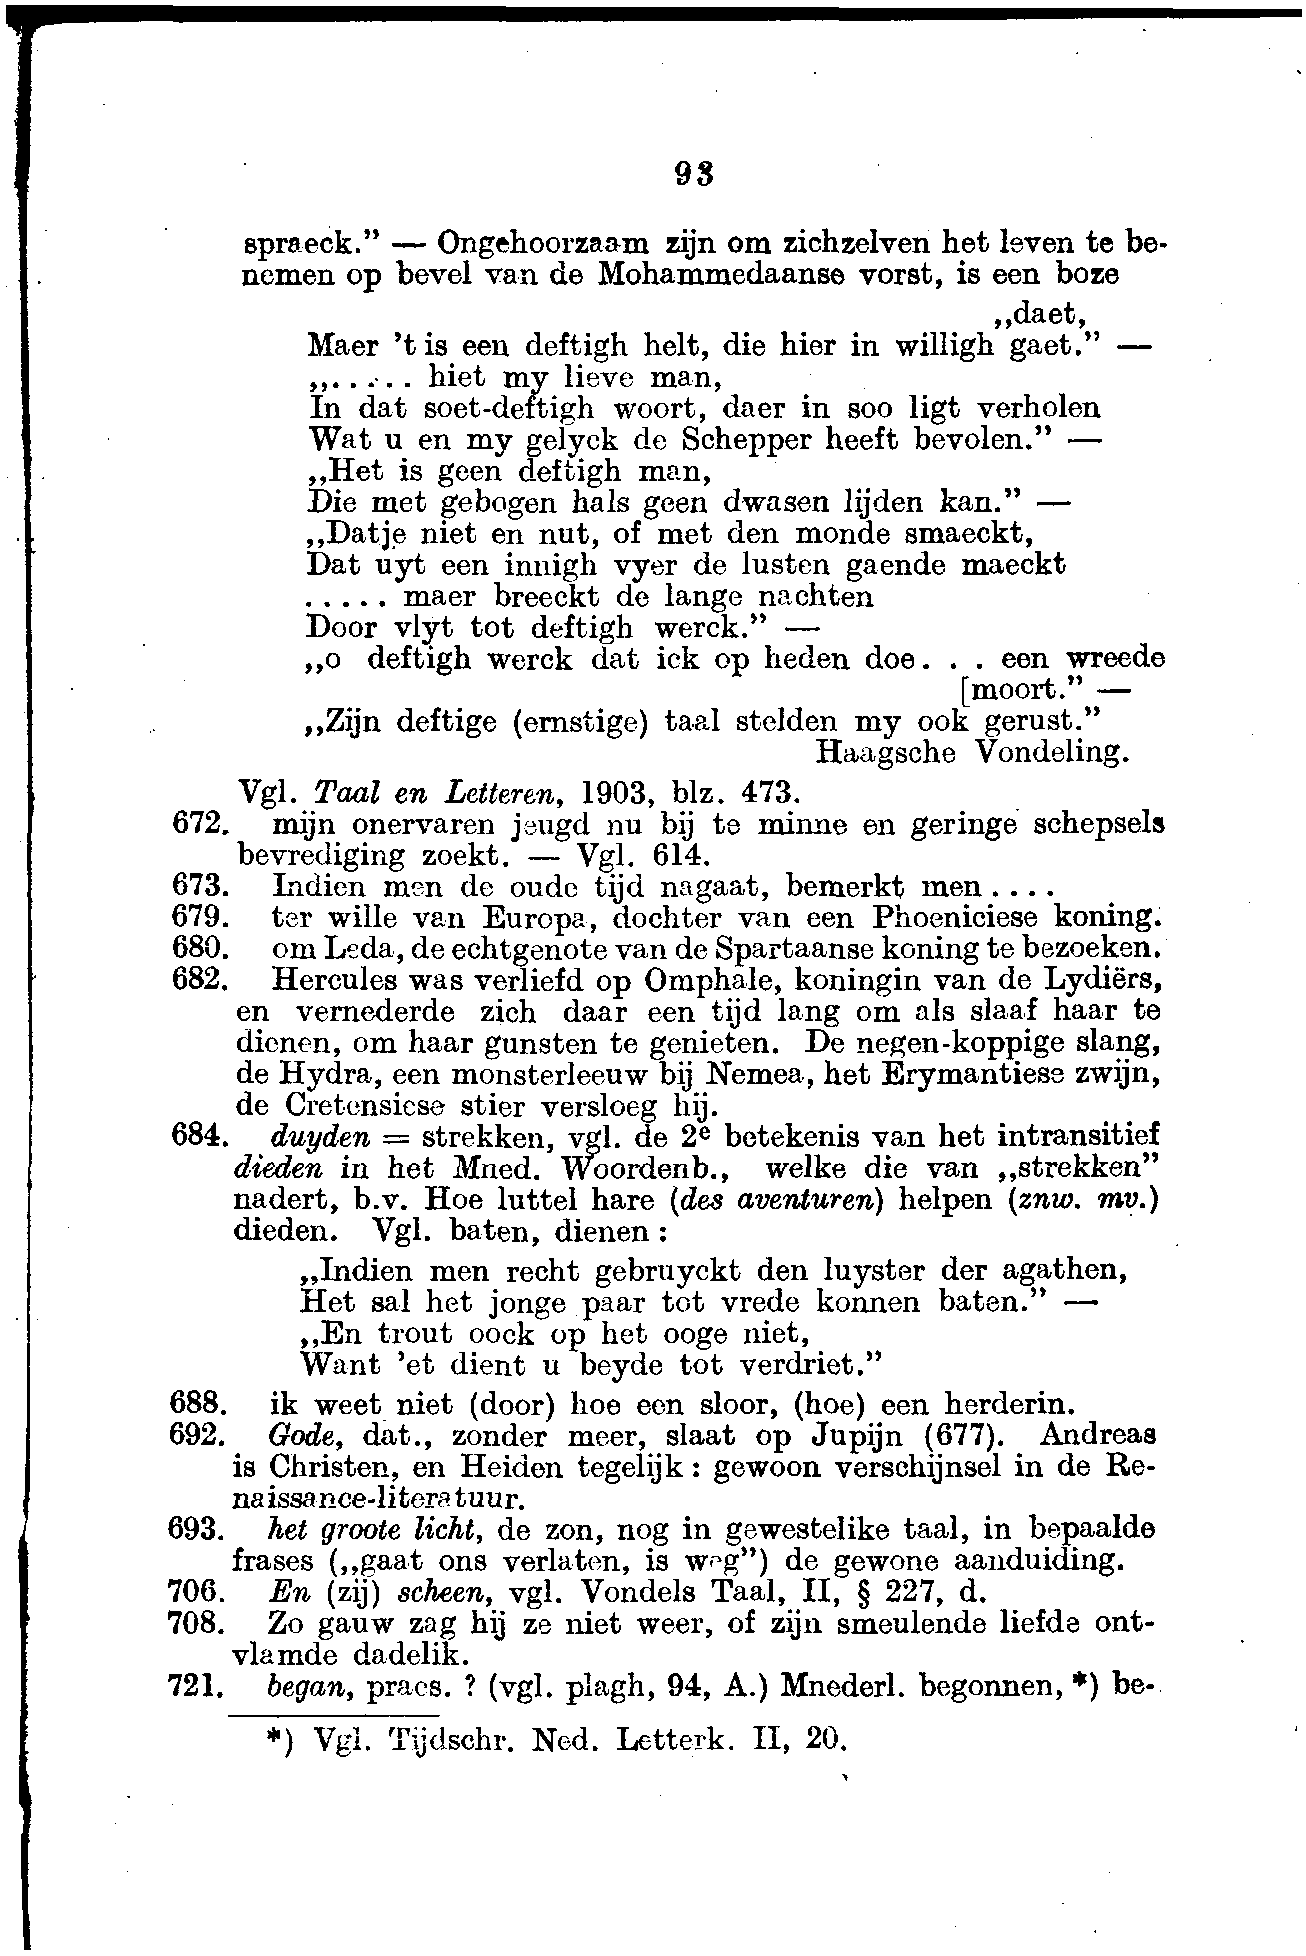 93
spraeck.” — Ongehoorzaam zijn om zichzelven het leven te be-
nemen op bevel van de Mohammedaanse vorst, is een boze
„daet,
Maer ’t is een deftigh helt, die hier in willigh gaet.” —
„..... hiet my lieve man,
In dat soet-deftigh woort, daer in soo ligt verholen
Wat u en my gelyck de Schepper heeft bevolen.” —
„Het is geen deftigh man,
Die met gebogen hals geen dwasen lijden kan.” —
„Datje niet en nut, of met den monde smaeckt,
Dat uyt een innigh vyer de lusten gaende maeckt
..... maer breeckt de lange nachten
Door vlyt tot deftigh werck.” —
„o deftigh werck dat ick op heden doe. . . een wreede
[moort.” —
„Zijn deftige (ernstige) taal stelden my ook gerust.”
Haagsche Vondeling.
Vgl. Taal en Letteren, 1903, blz. 473.
672. mijn onervaren jeugd nu bij te minne en geringe schepsels
bevrediging zoekt. — Vgl. 614.
673. Indien men de oude tijd nagaat, bemerkt men ....
679. ter wille van Europa, dochter van een Phoeniciese koning.
680. om Leda, de echtgenote van de Spartaanse koning te bezoeken.
682. Hercules was verliefd op Omphale, koningin van de Lydiërs,
en vernederde zich daar een tijd lang om als slaaf haar te
dienen, om haar gunsten te genieten. De negen-koppige slang,
de Hydra, een monsterleeuw bij Nemea, het Erymantiese zwijn,
de Cretensiese stier versloeg hij.
684. duyden = strekken, vgl. de 2e betekenis van het intransitief
dieden in het Mned. Woordenb., welke die van „strekken”
nadert, b.v. Hoe luttel hare (des aventuren) helpen (znw. mv.)
dieden. Vgl. baten, dienen :
„Indien men recht gebruyckt den luyster der agathen,
Het sal het jonge paar tot vrede konnen baten.” —
„En trout oock op het ooge niet,
Want ’et dient u beyde tot verdriet.”
688. ik weet niet (door) hoe een sloor, (hoe) een herderin.
692. Gode, dat., zonder meer, slaat op Jupijn (677). Andreas
is Christen, en Heiden tegelijk : gewoon verschijnsel in de Re-
naissance-literatuur.
693. het groote licht, de zon, nog in gewestelike taal, in bepaalde
frases („gaat ons verlaten, is weg”) de gewone aanduiding.
706. En (zij) scheen, vgl. Vondels Taal, II, § 227, d.
708. Zo gauw zag hij ze niet weer, of zijn smeulende liefde ont-
vlamde dadelik.
721. began, praes. ? (vgl. plagh, 94, A.) Mnederl. begonnen, *) be-
*) Vgl. Tijdschr. Ned. Letterk. II, 20.